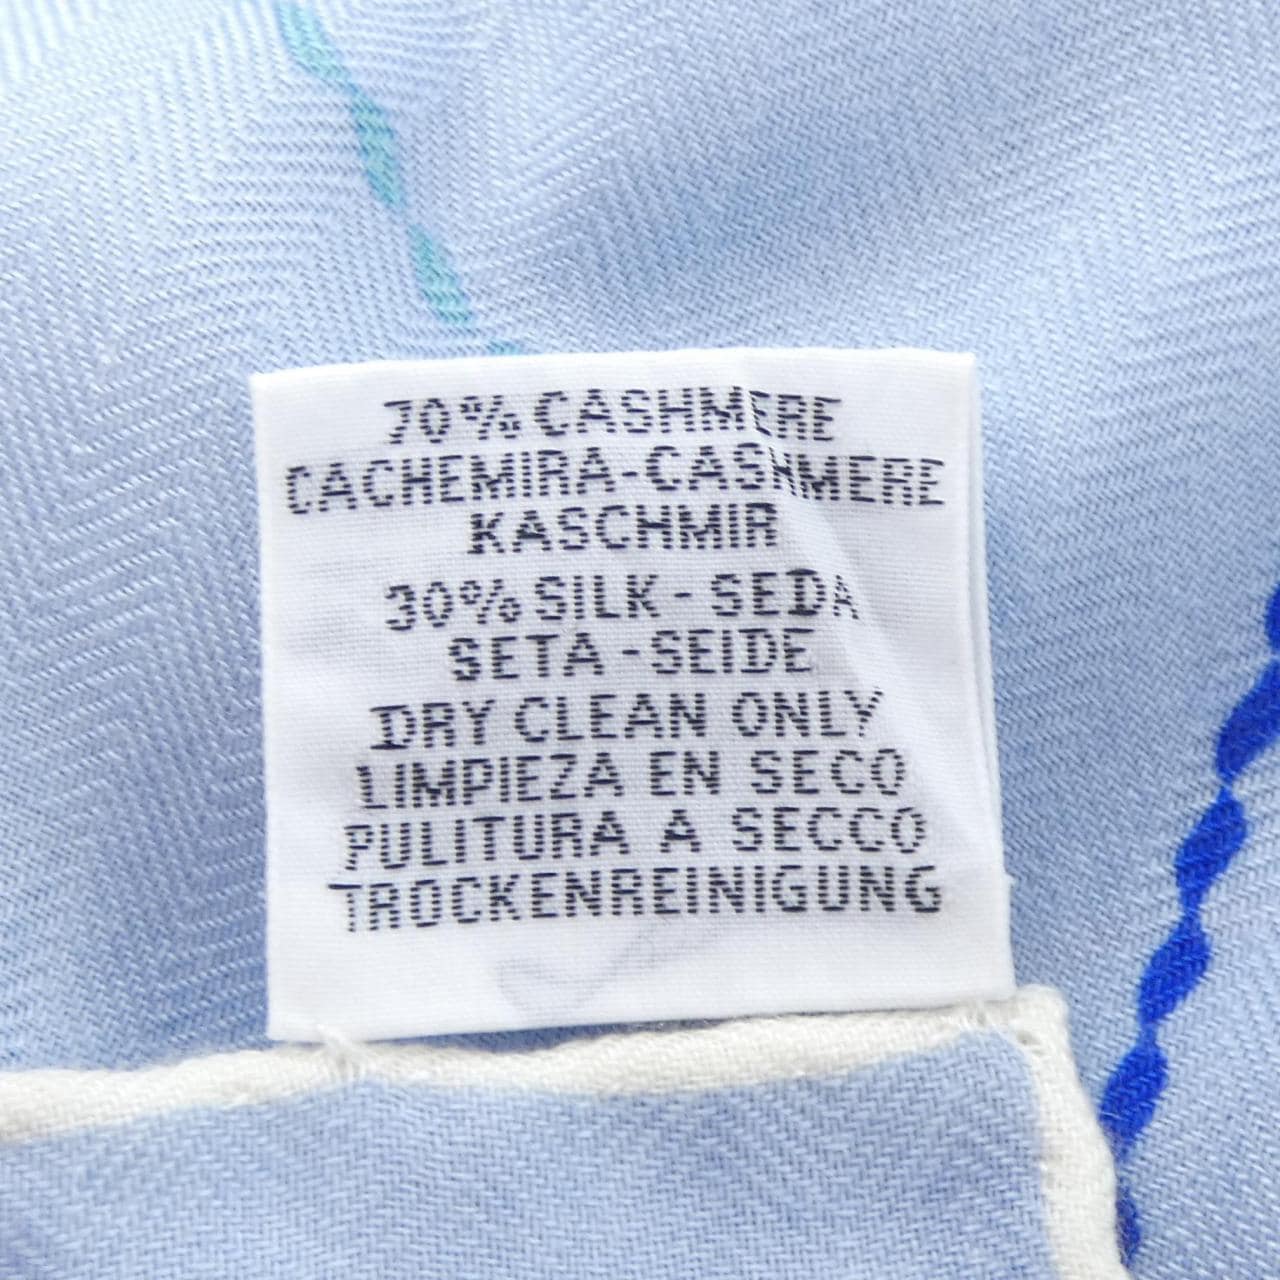 70% CASHMERE
CACHEMIRA-CASHMERE
KASCHMIR
30% SILK - SEDA
SETA - SEIDE
DRY CLEAN ONLY
LIMPIEZA EN SECO
PULITURA A SECCO
TROCKENREINIGUNG